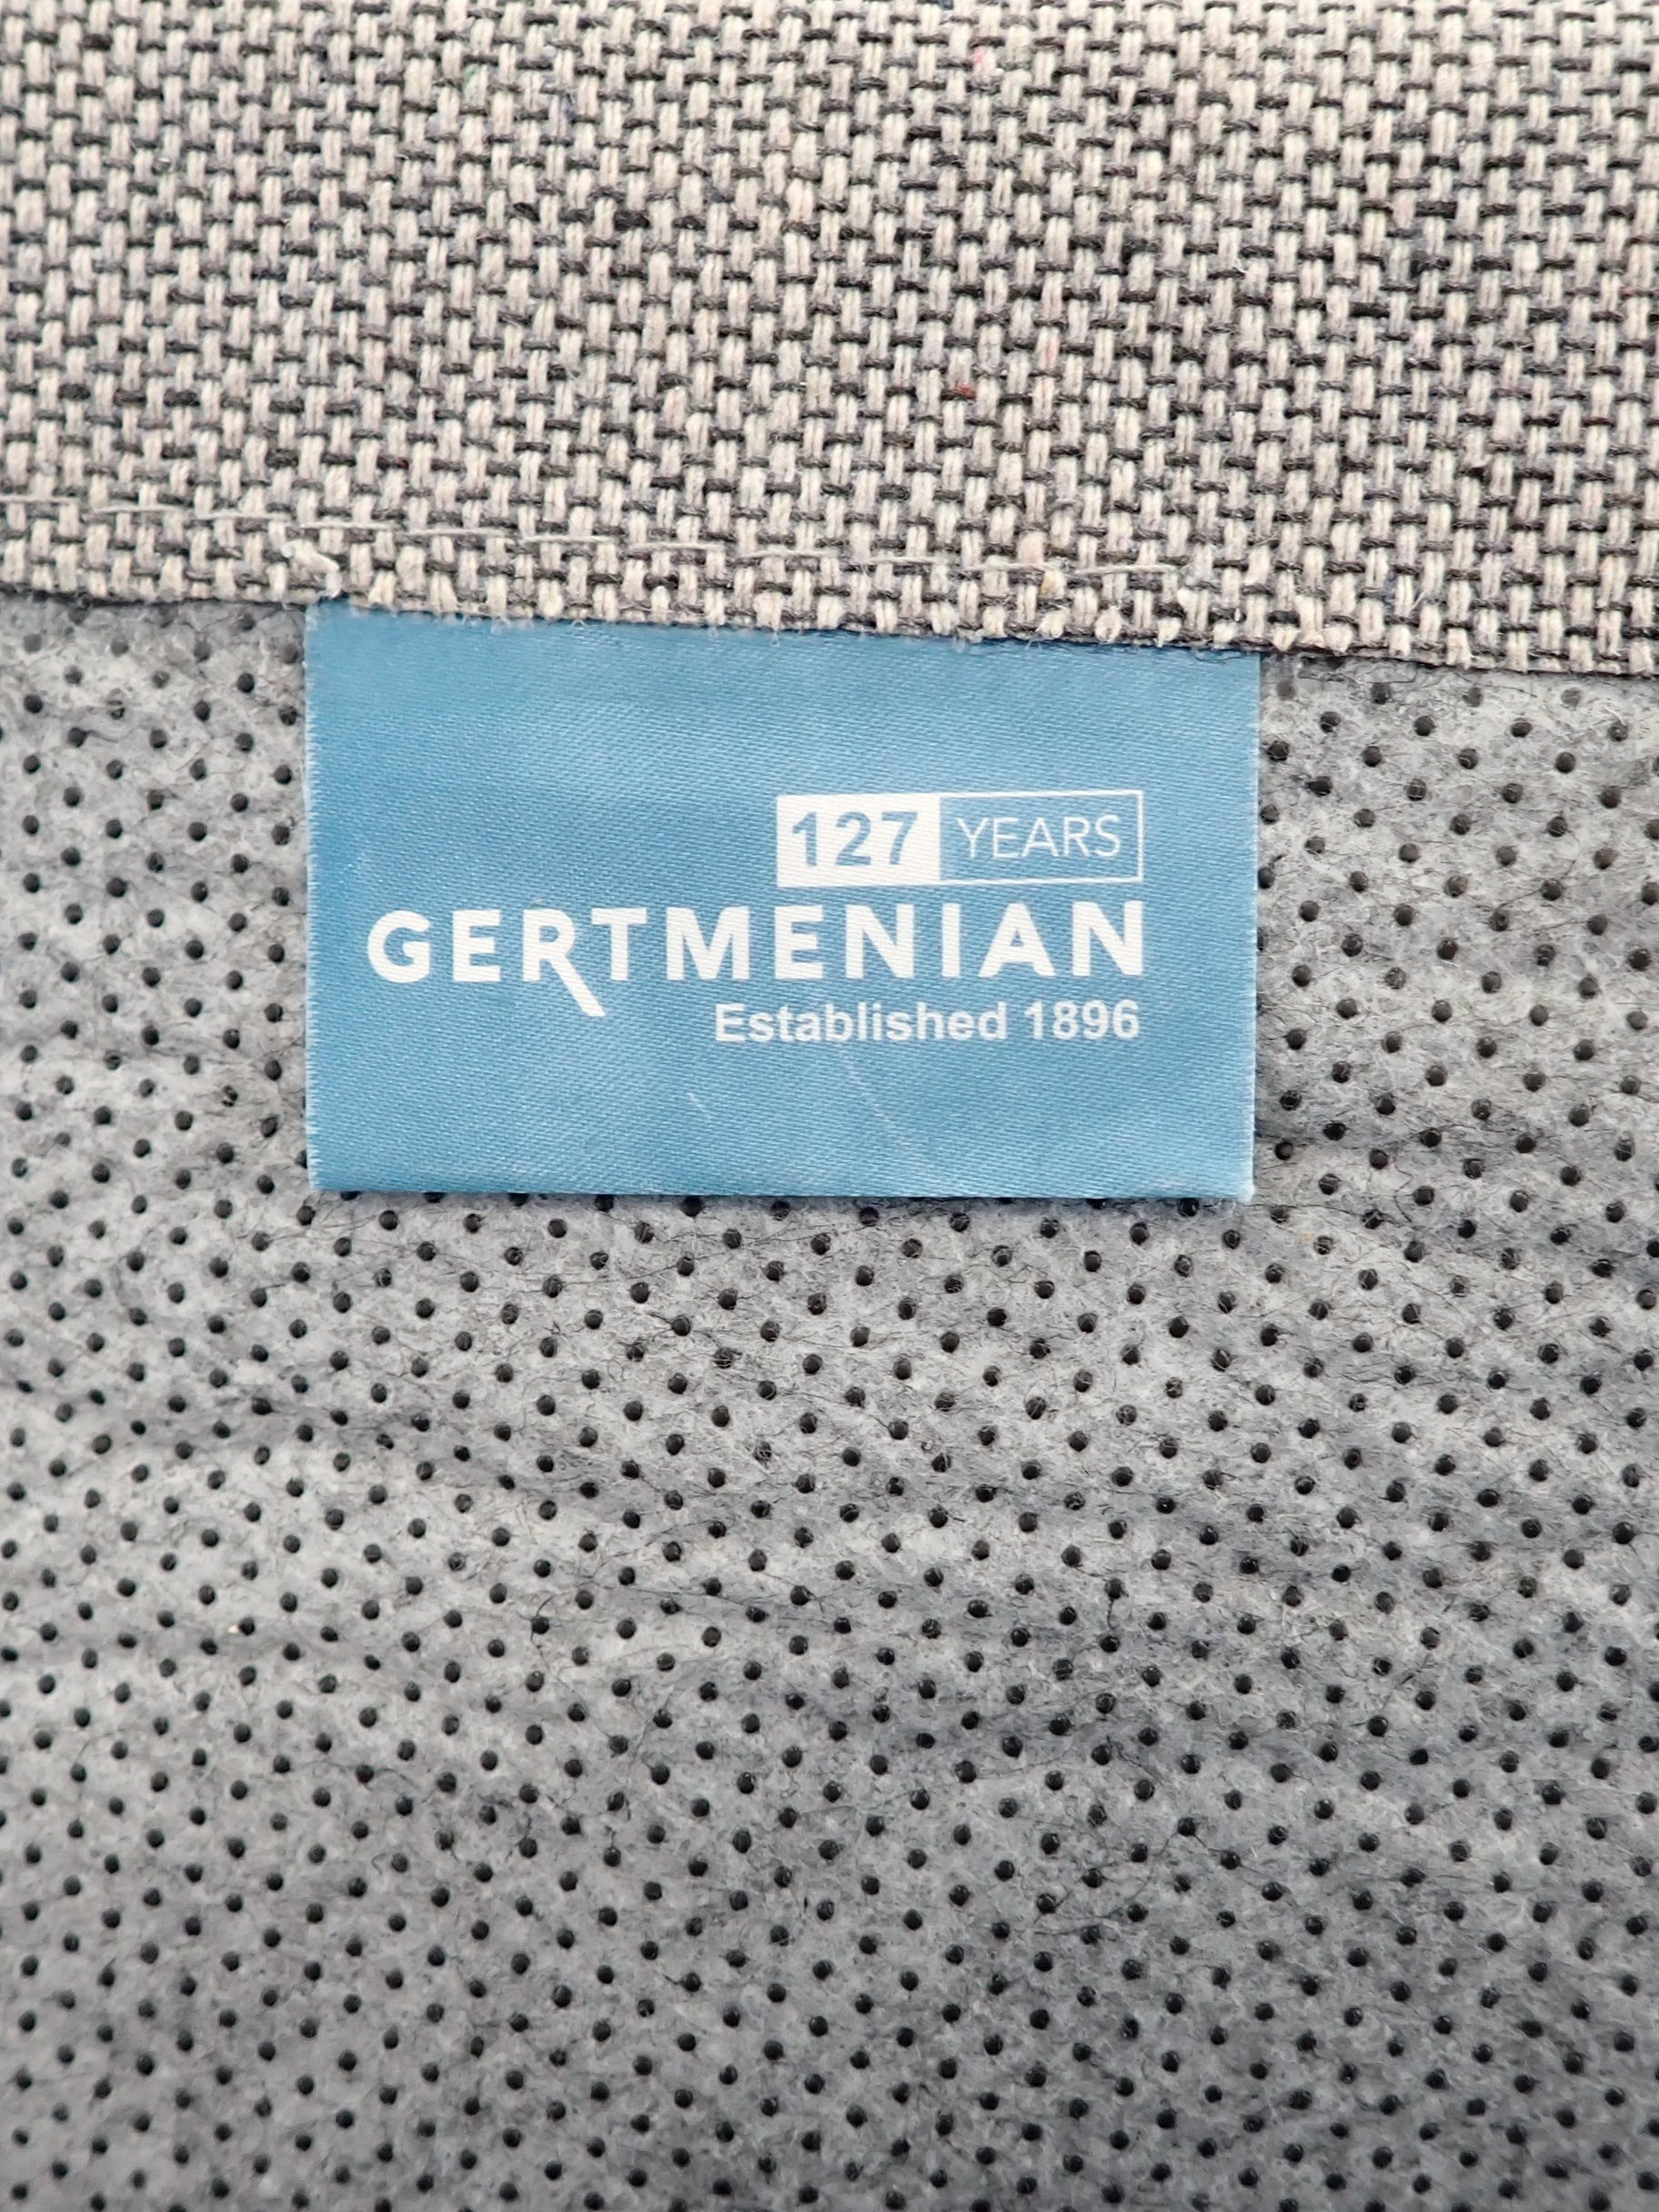 127 YEARS
GERTMENIAN
Established 1896